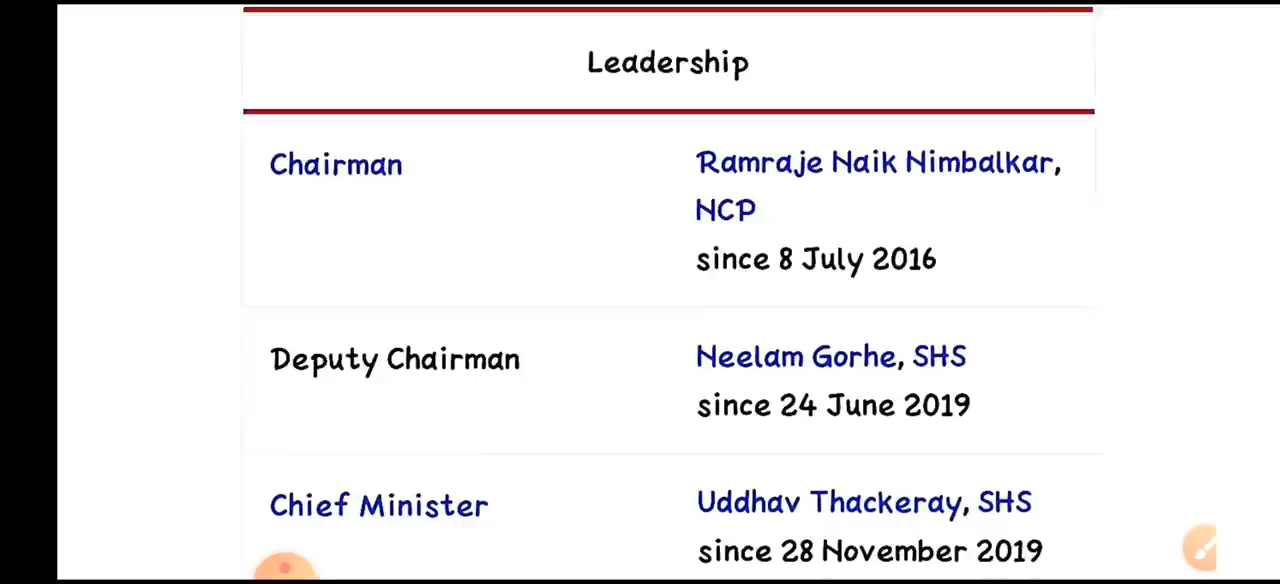 Leadership
Chairman
Ramraje Naik Nimbalkar,
NCP
since 8 July 2016
Deputy Chairman
Neelam Gorhe, SHS
since 24 June 2019
Chief Minister
Uddhav Thackeray, SHS
since 28 November 2019